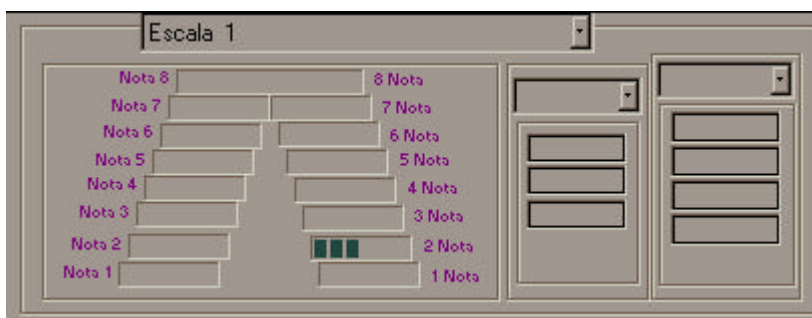 Escala 1
Nota 8 8 Nota
Nota 7 7 Nota
Nota 6 6 Nota
Nota 5 5 Nota
Nota 4 4 Nota
Nota 3 3 Nota
Nota 2 2 Nota
Nota 1 1 Nota